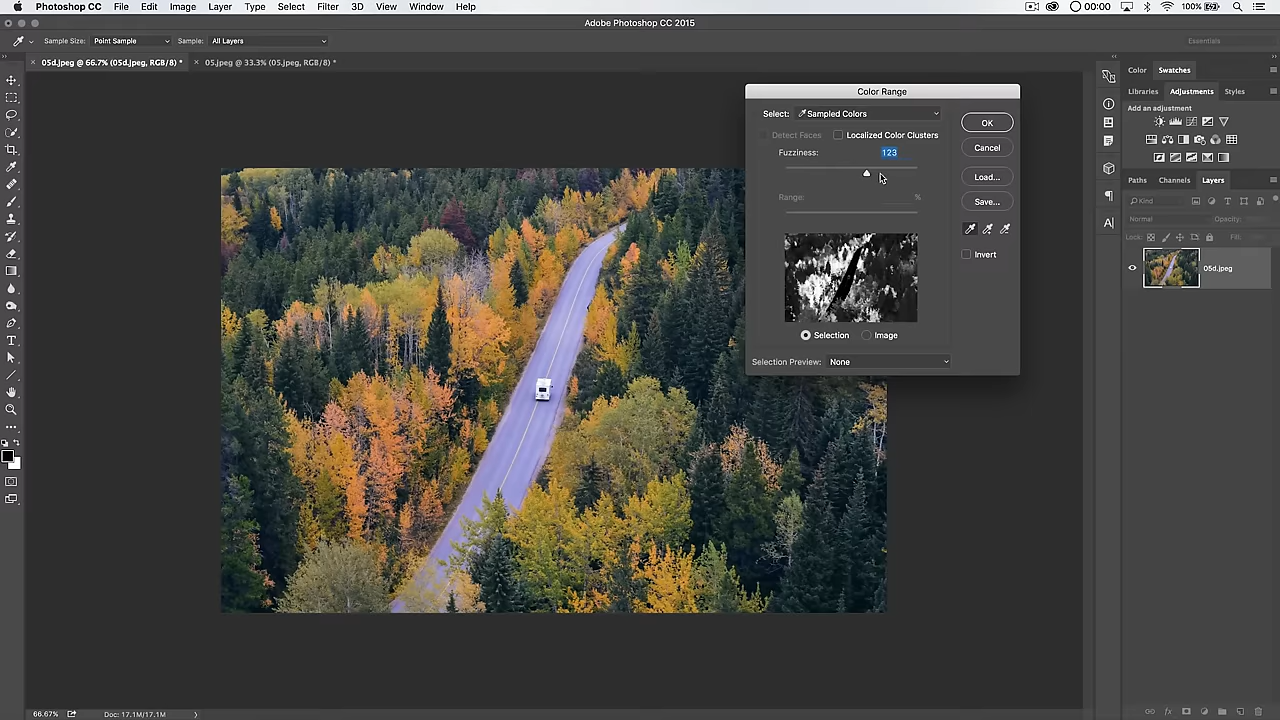 Photoshop CC File Edit Image Layer Type Select Filter 3D View Window Help 00:00 100%
Adobe Photoshop CC 2015
Sample Size: Point Sample Sample: All Layers Essentials
× 05d.jpeg @ 66.7% (05d.jpeg, RGB/8) * × 05.jpeg @ 33.3% (05.jpeg, RGB/8) *
Color Swatches
Libraries Adjustments Styles
Add an adjustment
Color Range
Select: Sampled Colors
OK
Detect Faces Localized Color Clusters
Cancel
Fuzziness: 123
Load...
Range: %
Save...
Invert
Selection Image
Selection Preview: None
Paths Channels Layers
Kind
Normal Opacity:
Lock: Fill:
05d.jpeg
66.67% Doc: 17.1M/17.1M